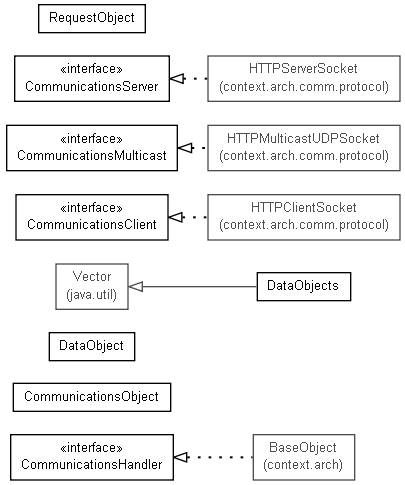 RequestObject
«interface»
CommunicationsServer
HTTPServerSocket
(context.arch.comm.protocol)
«interface»
CommunicationsMulticast
HTTPMulticastUDPSocket
(context.arch.comm.protocol)
«interface»
CommunicationsClient
HTTPClientSocket
(context.arch.comm.protocol)
Vector
(java.util)
DataObjects
DataObject
CommunicationsObject
«interface»
CommunicationsHandler
BaseObject
(context.arch)